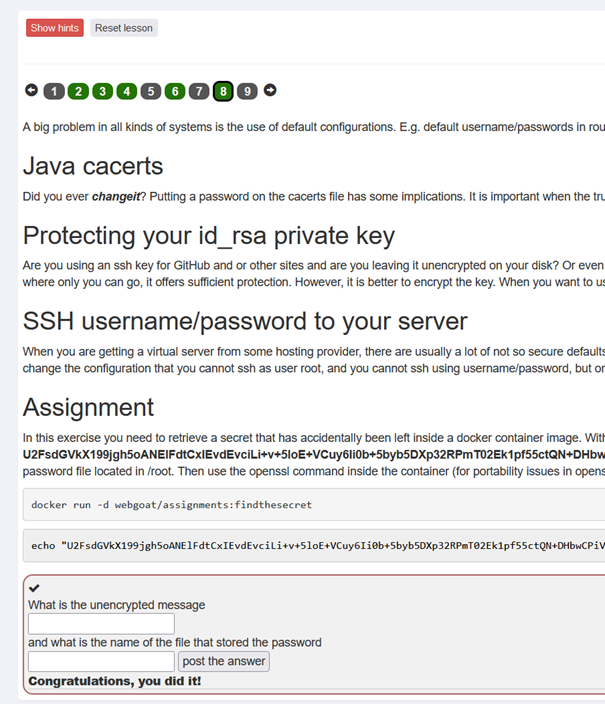 Show hints Reset lesson
1 2 3 4 5 6 7 8 9
A big problem in all kinds of systems is the use of default configurations. E.g. default username/passwords in rou
Java cacerts
Did you ever changeit? Putting a password on the cacerts file has some implications. It is important when the tru
Protecting your id_rsa private key
Are you using an ssh key for GitHub and or other sites and are you leaving it unencrypted on your disk? Or even
where only you can go, it offers sufficient protection. However, it is better to encrypt the key. When you want to us
SSH username/password to your server
When you are getting a virtual server from some hosting provider, there are usually a lot of not so secure defaults
change the configuration that you cannot ssh as user root, and you cannot ssh using username/password, but on
Assignment
In this exercise you need to retrieve a secret that has accidentally been left inside a docker container image. With
U2FsdGVkX199jgh5oANElFdtCxIEvdEvciLi+v+5loE+VCuy6Ii0b+5byb5DXp32RPmT02Ek1pf55ctQN+DHbw
password file located in /root. Then use the openssl command inside the container (for portability issues in opens
docker run -d webgoat/assignments:findthesecret
echo "U2FsdGVkX199jgh5oANElFdtCxIEvdEvciLi+v+5loE+VCuy6Ii0b+5byb5DXp32RPmT02Ek1pf55ctQN+DHbwCPiV
What is the unencrypted message
and what is the name of the file that stored the password
post the answer
Congratulations, you did it!